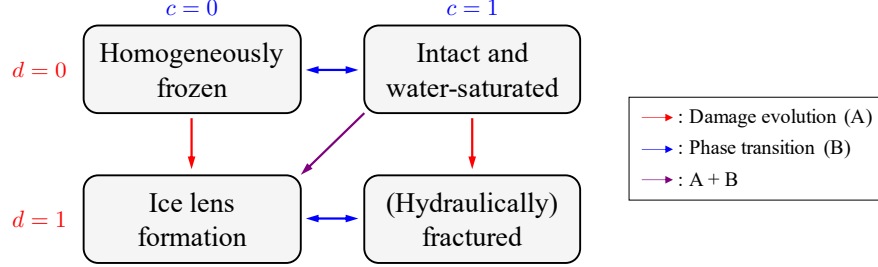 c = 0
c = 1
d = 0
Homogeneously
frozen
Intact and
water-saturated
: Damage evolution (A)
: Phase transition (B)
: A + B
d = 1
Ice lens
formation
(Hydraulically)
fractured